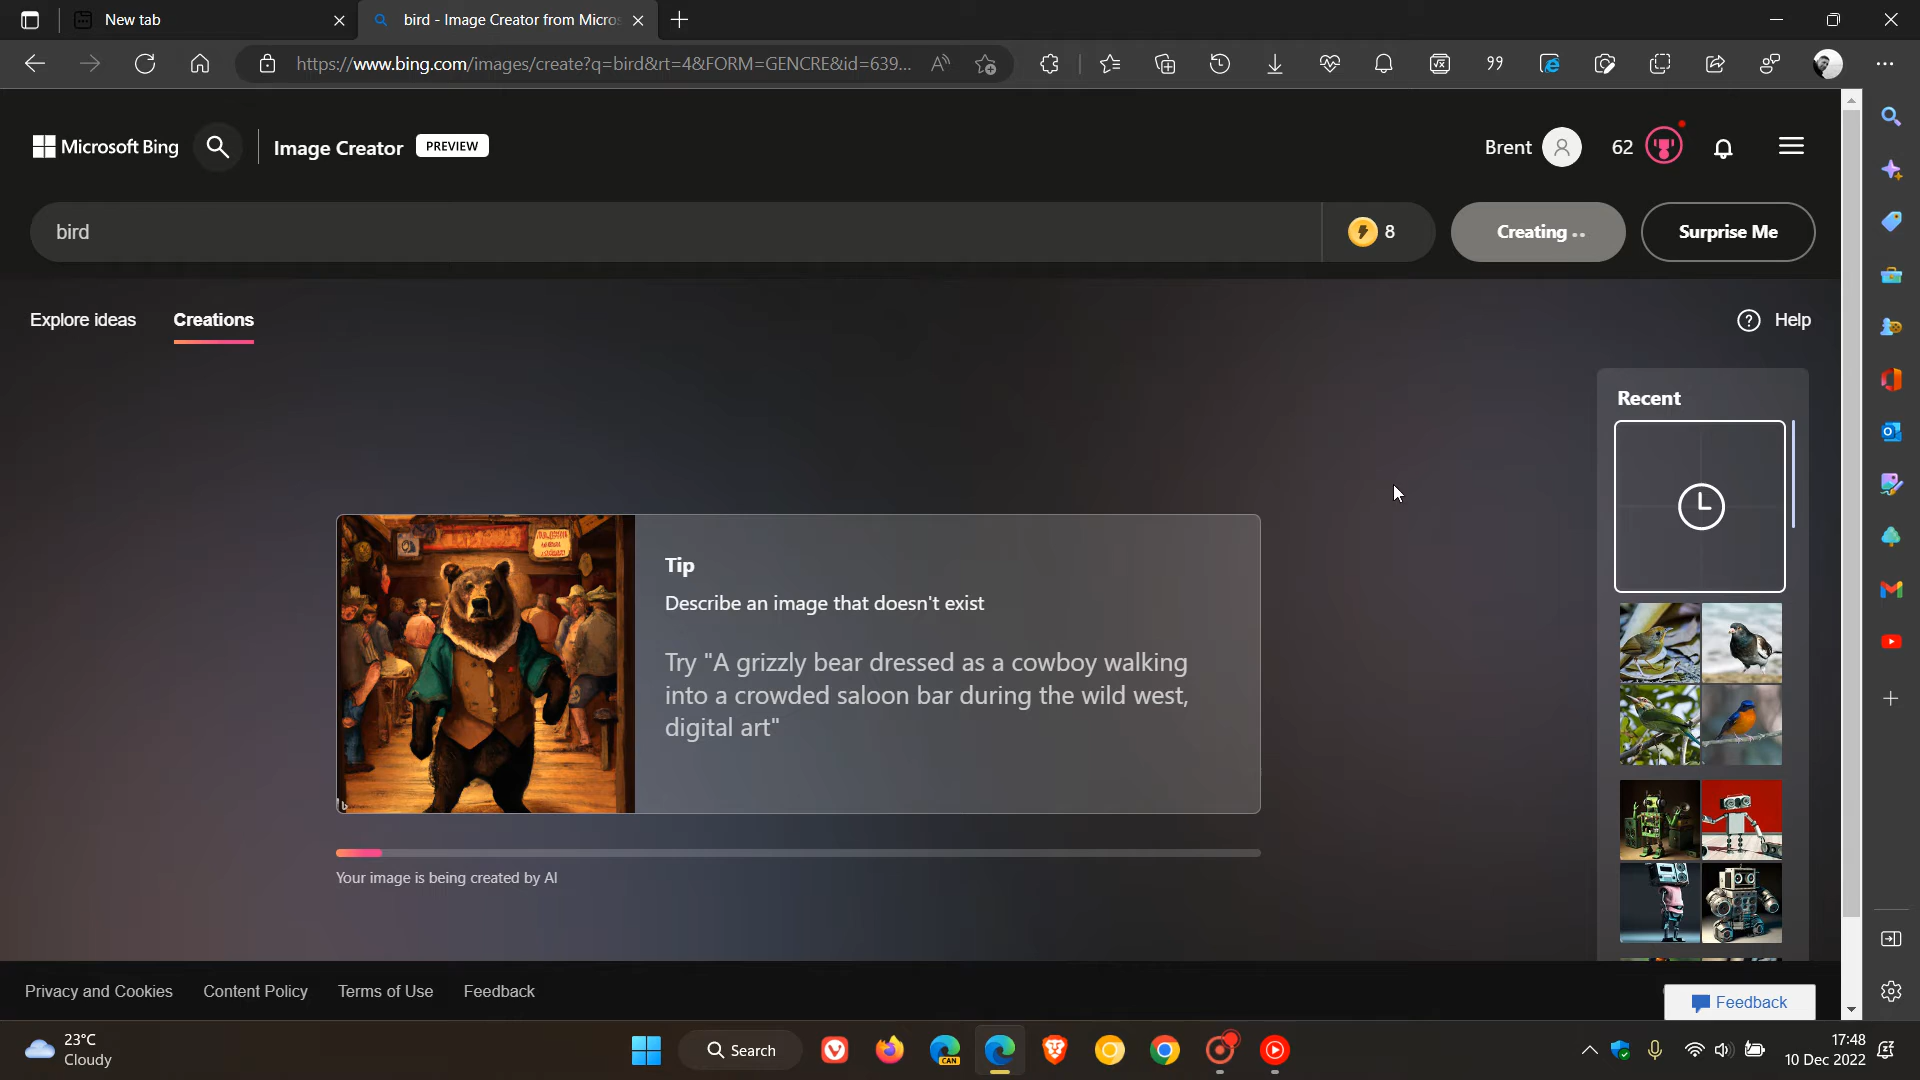 New tab
bird - Image Creator from Micros
https://www.bing.com/images/create?q=bird&rt=4&FORM=GENCRE&id=639...
Microsoft Bing
Image Creator
PREVIEW
Brent
62
bird
8
Creating ..
Surprise Me
Explore ideas
Creations
Help
Recent
Tip
Describe an image that doesn't exist
Try "A grizzly bear dressed as a cowboy walking
into a crowded saloon bar during the wild west,
digital art"
Your image is being created by AI
Privacy and Cookies
Content Policy
Terms of Use
Feedback
Feedback
23°C
Cloudy
Search
CAN
17:48
10 Dec 2022